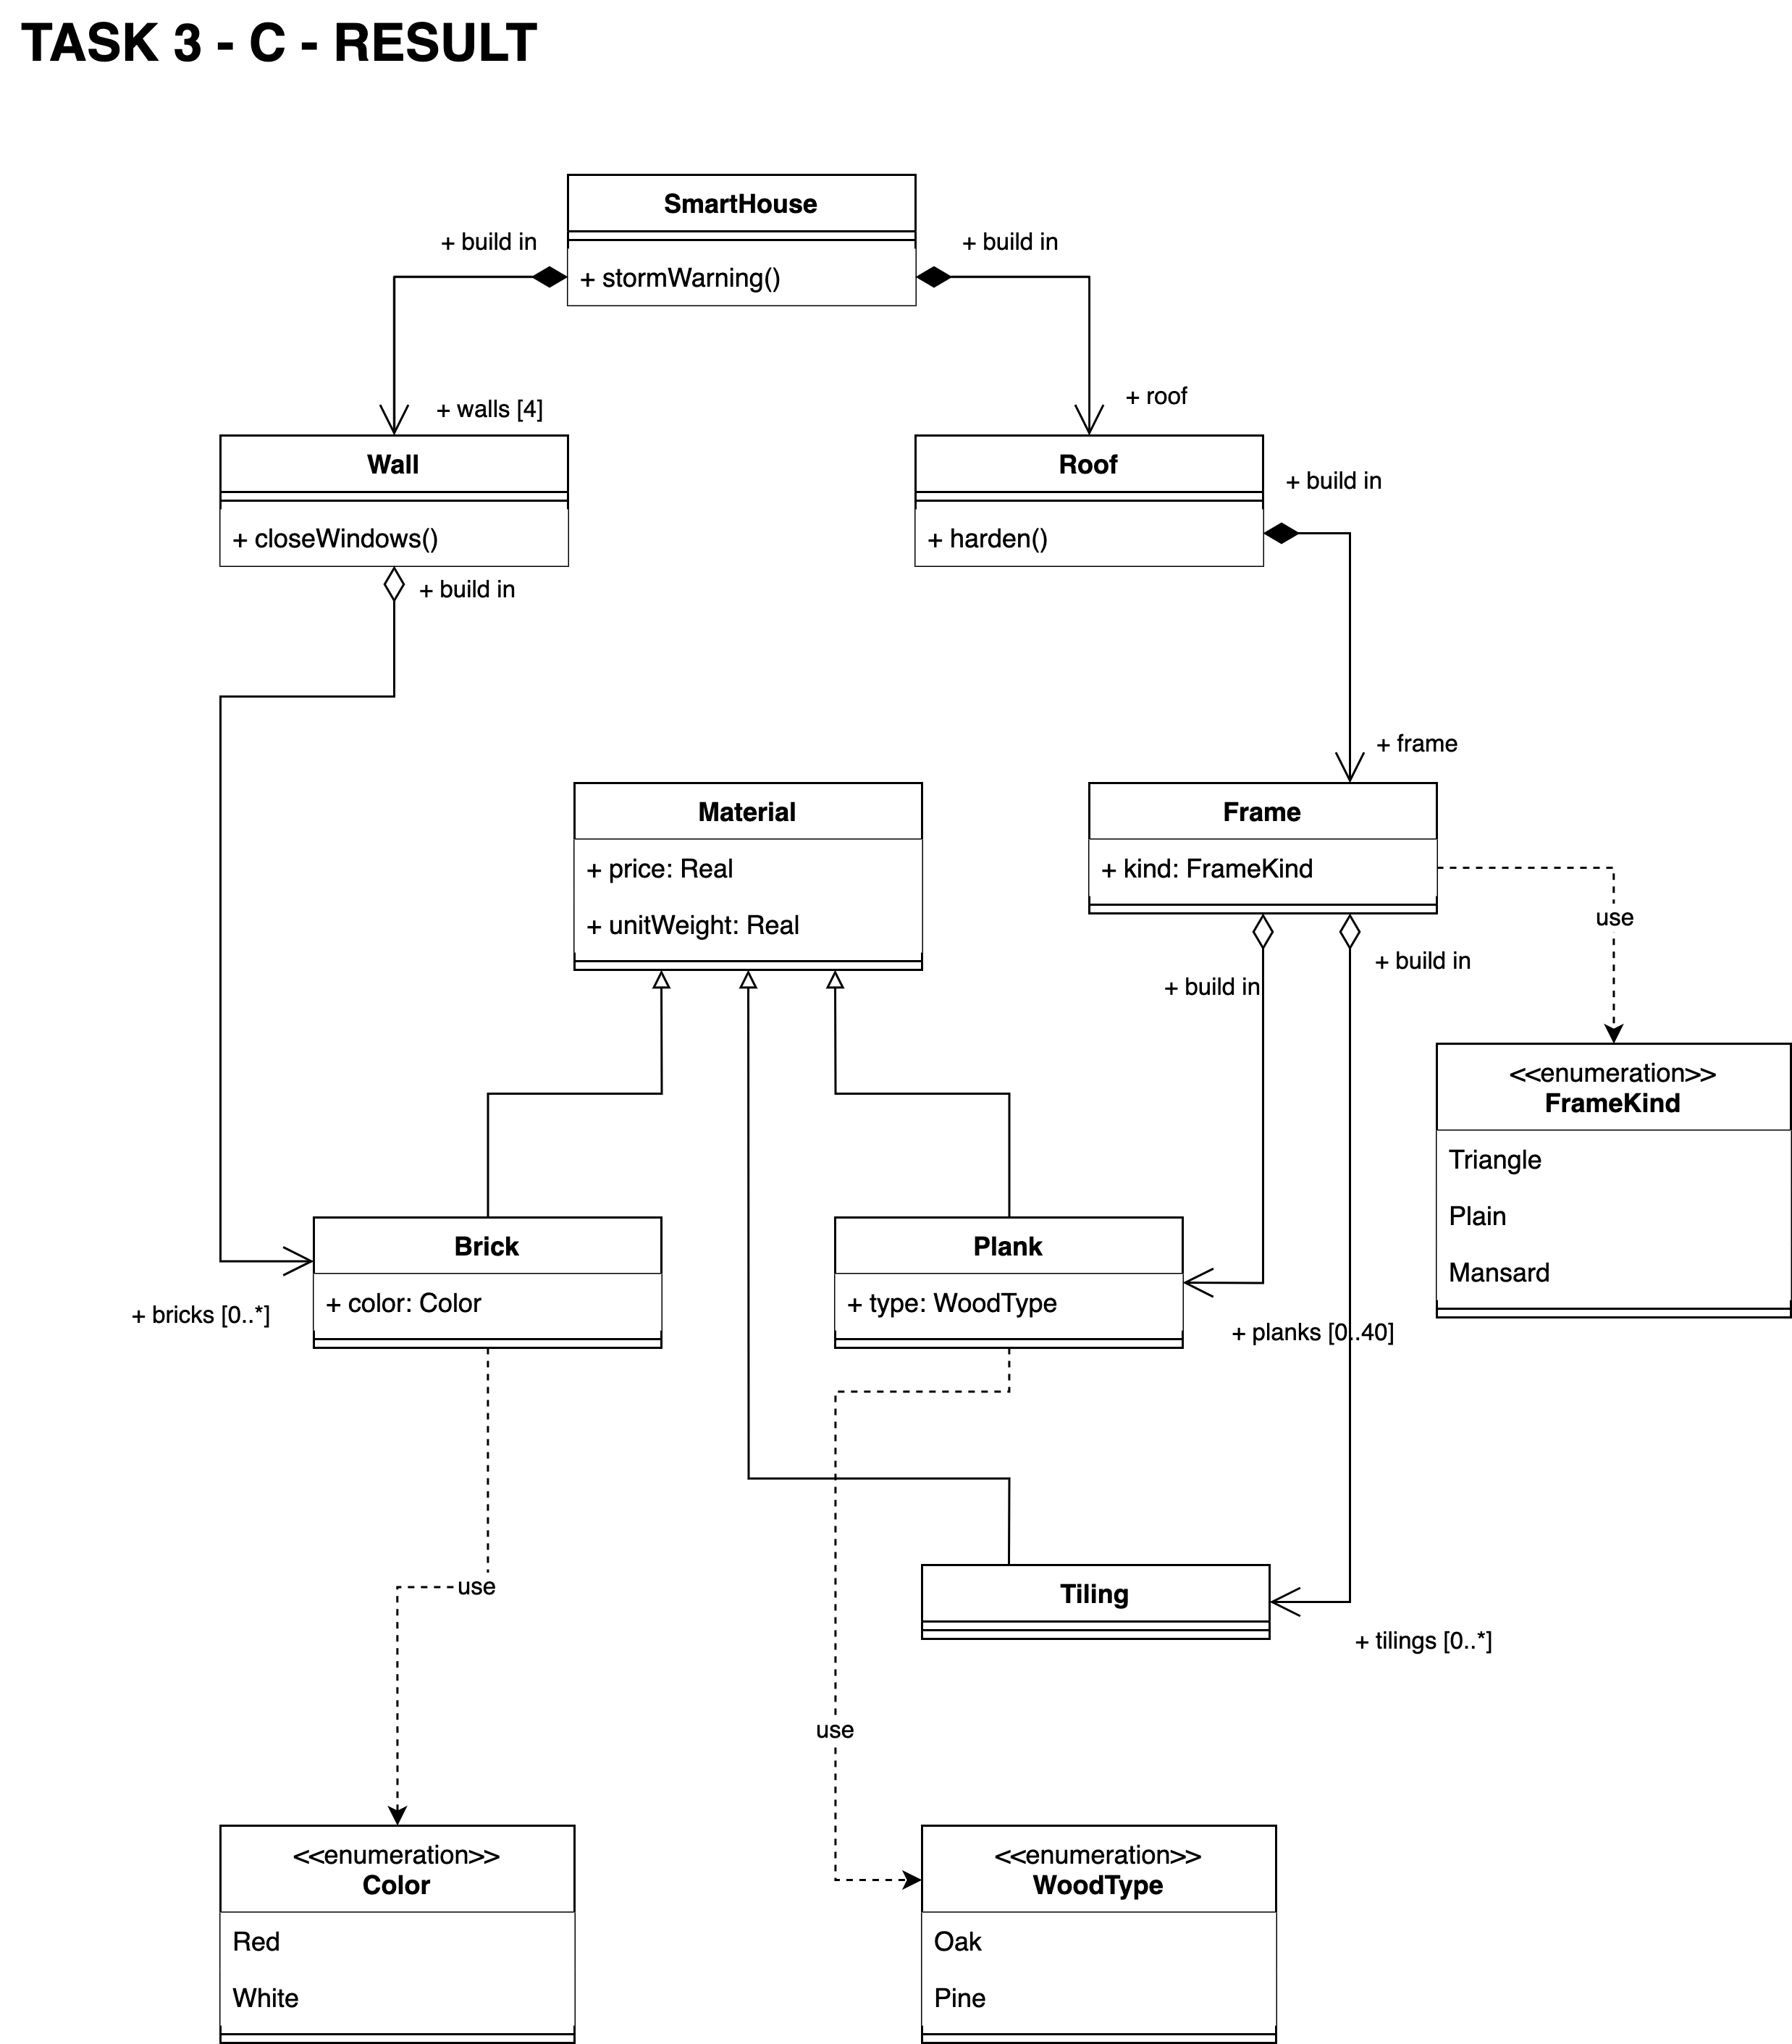 TASK 3 - C - RESULT
SmartHouse
+ build in
+ build in
+ stormWarning()
+ walls [4]
+ roof
Wall
Roof
+ build in
+ closeWindows()
+ harden()
+ build in
+ frame
Material
Frame
+ price: Real
+ kind: FrameKind
+ unitWeight: Real
use
+ build in
+ build in
<<enumeration>>
FrameKind
Triangle
Plain
Mansard
Brick
Plank
+ color: Color
+ type: WoodType
+ bricks [0..*]
+ planks [0..40]
use
Tiling
+ tilings [0..*]
use
<<enumeration>>
Color
Red
White
<<enumeration>>
WoodType
Oak
Pine